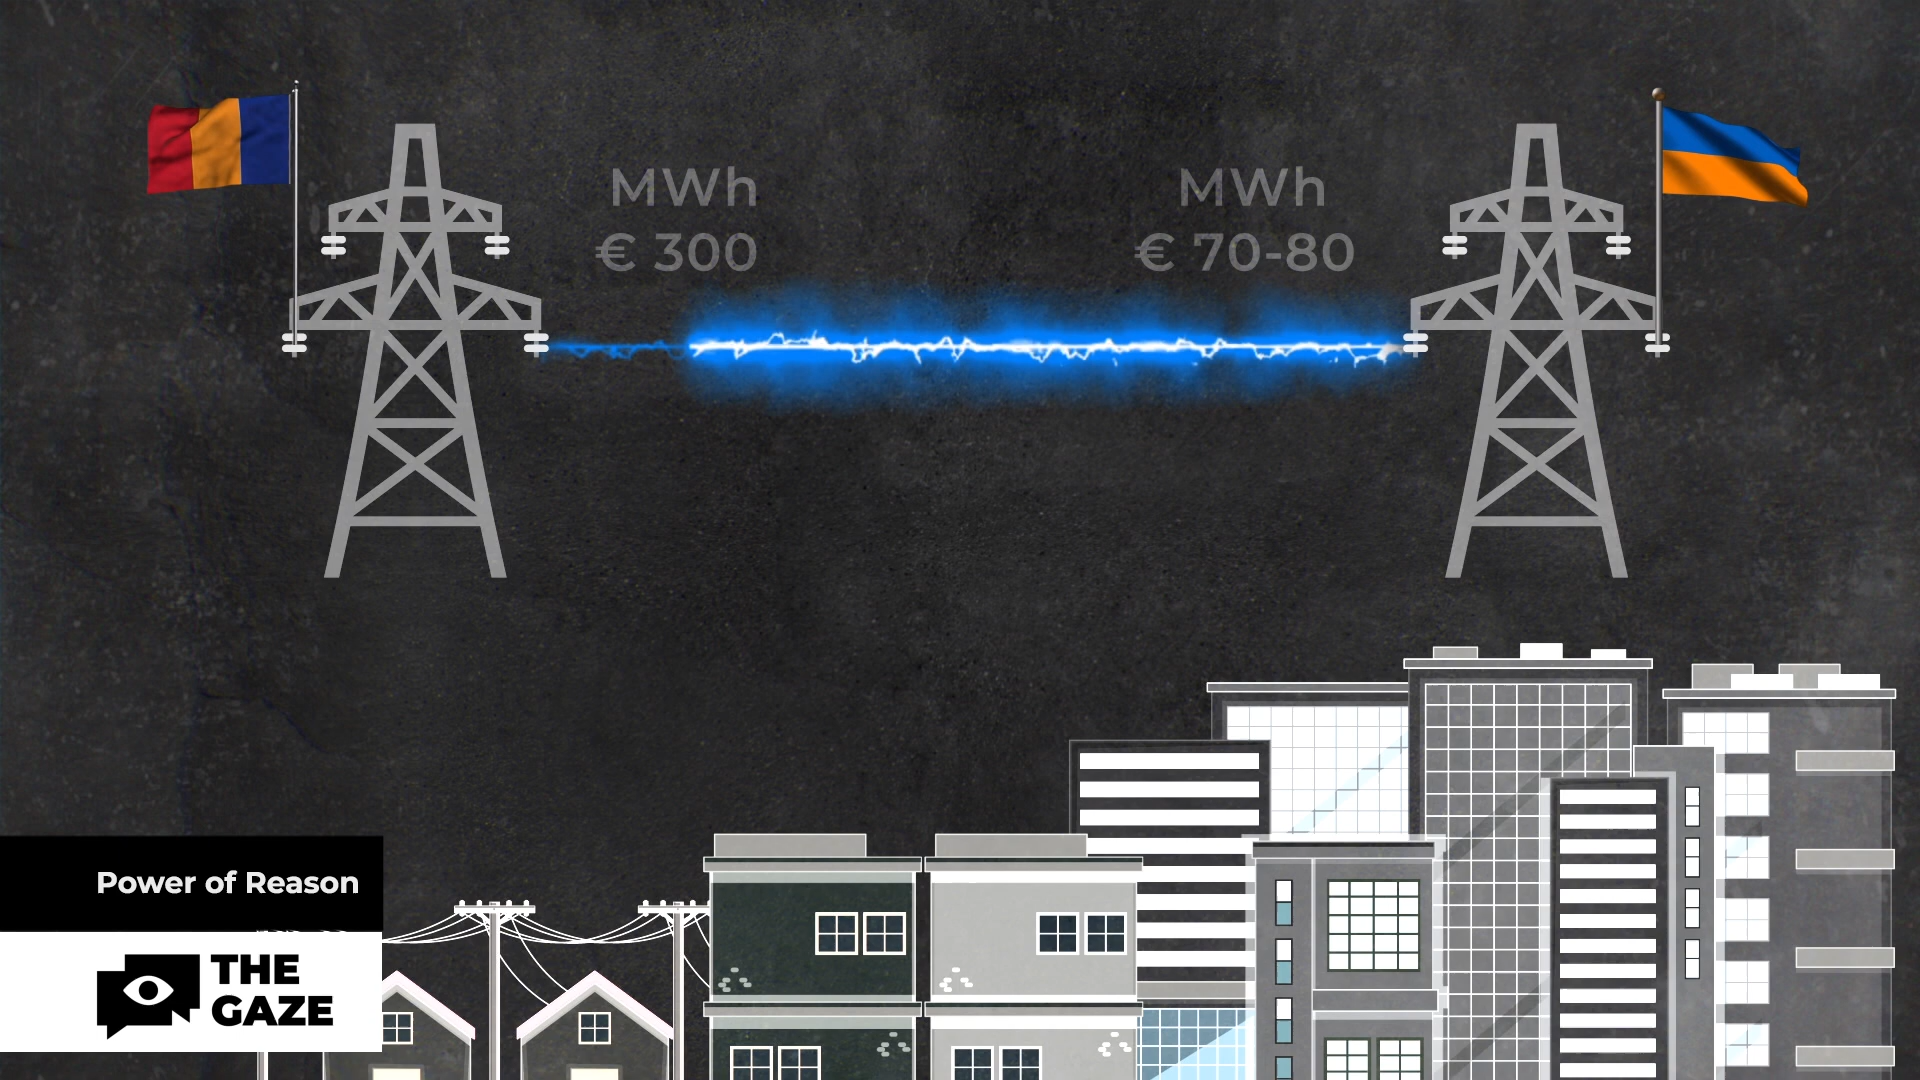 MWh
€ 300
MWh
€ 70-80
Power of Reason
THE
GAZE